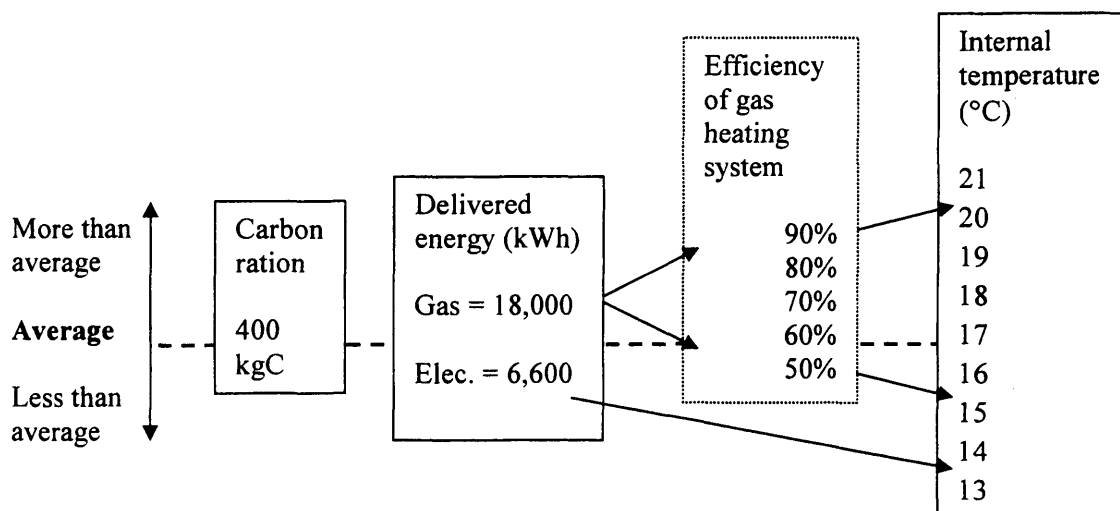 More than
average
Average
Less than
average
Carbon
ration
400
kgC
Delivered
energy (kWh)
Gas = 18,000
Elec. = 6,600
Efficiency
of gas
heating
system
90%
80%
70%
60%
50%
Internal
temperature
(°C)
21
20
19
18
17
16
15
14
13